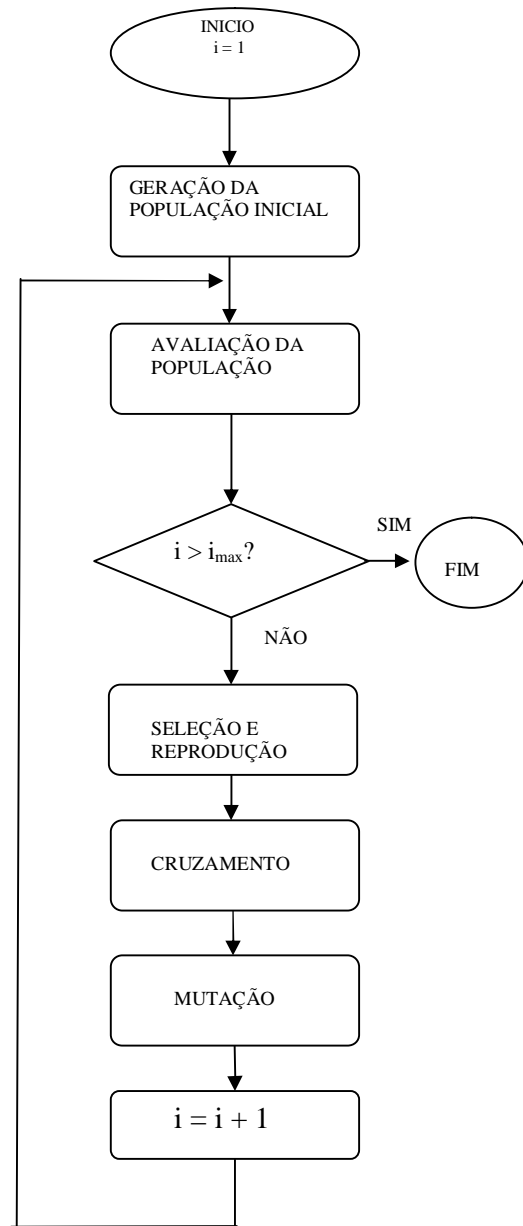 INICIO
i = 1
GERAÇÃO DA
POPULAÇÃO INICIAL
AVALIAÇÃO DA
POPULAÇÃO
i > imax?
SIM
FIM
NÃO
SELEÇÃO E
REPRODUÇÃO
CRUZAMENTO
MUTAÇÃO
i = i + 1